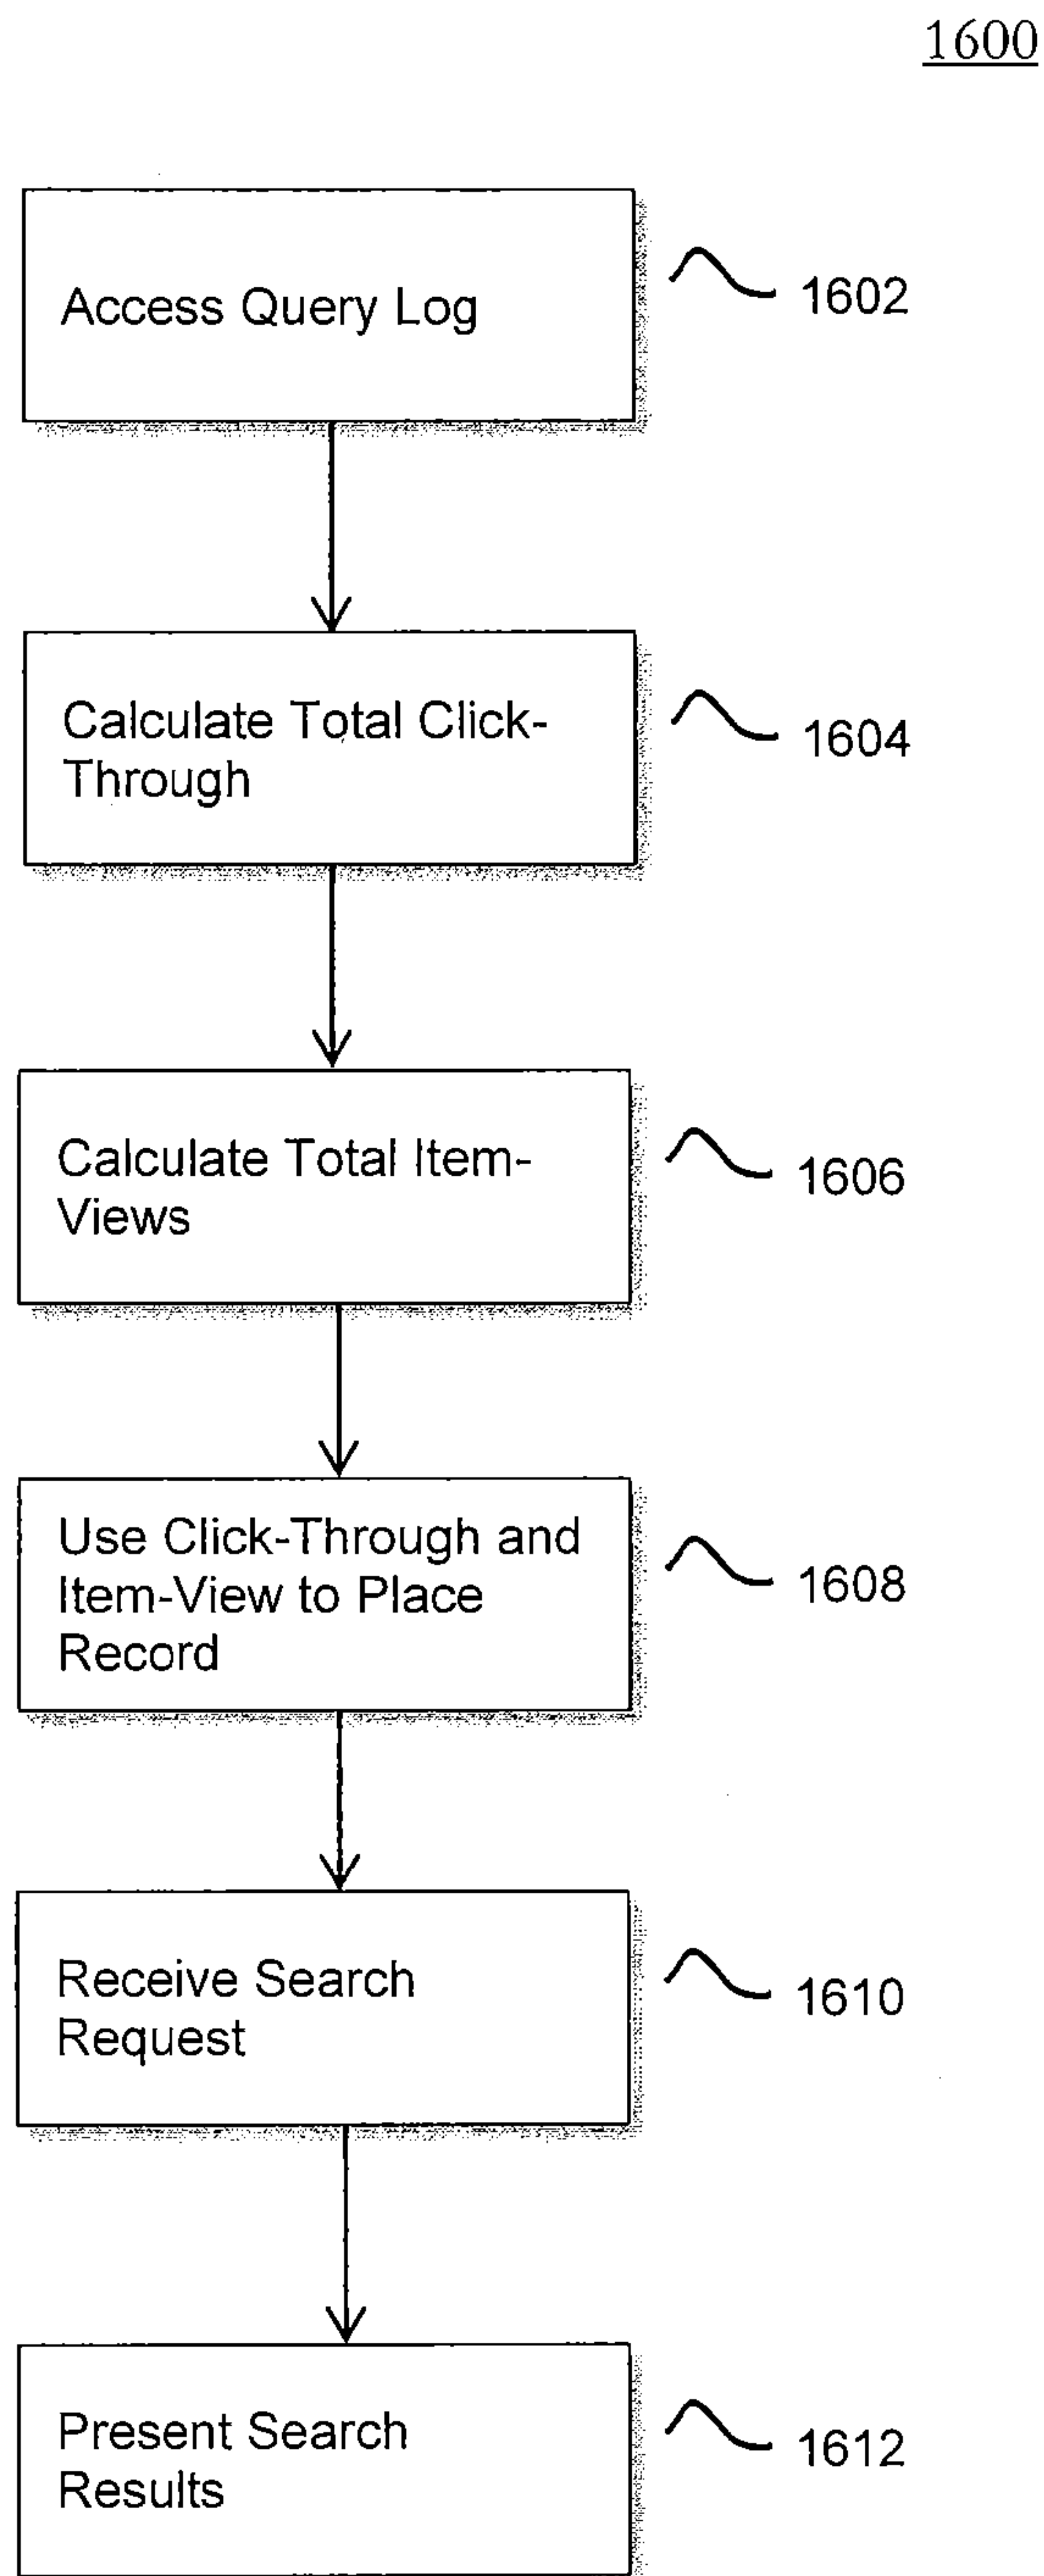 1600
Access Query Log
1602
Calculate Total Click-
Through
1604
Calculate Total Item-
Views
1606
Use Click-Through and
Item-View to Place
Record
1608
Receive Search
Request
1610
Present Search
Results
1612